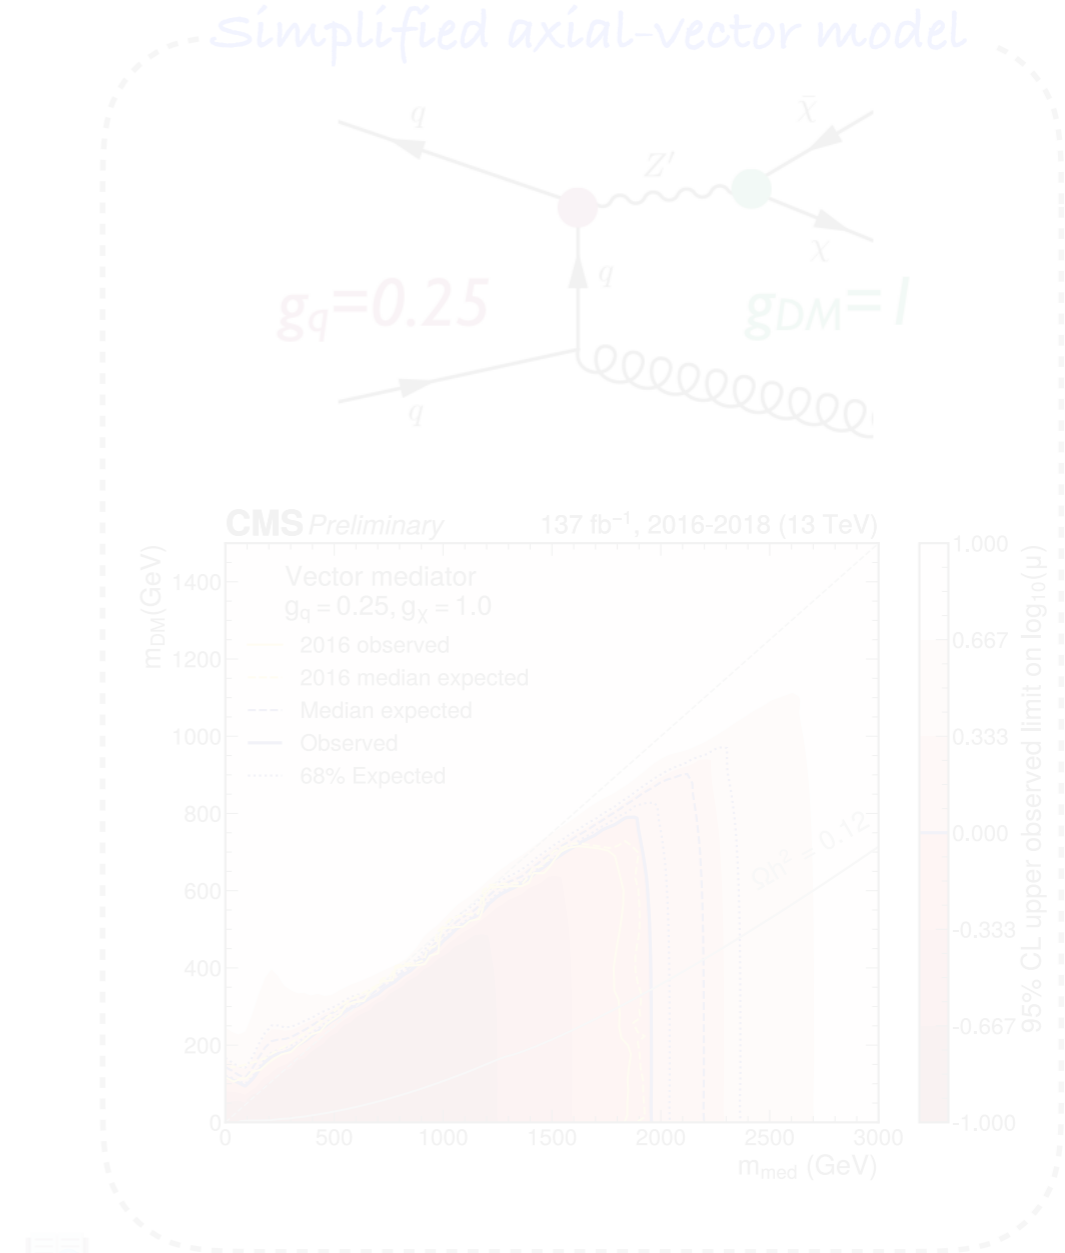 Simplified axial-vector model
q
χ̄
Z′
χ
q
g_q=0.25
g_DM=1
q
CMS Preliminary 137 fb⁻¹, 2016-2018 (13 TeV)
m_DM(GeV)
1400
1200
1000
800
600
400
200
0
Vector mediator
g_q = 0.25, g_χ = 1.0
2016 observed
2016 median expected
Median expected
Observed
68% Expected
Ωh² = 0.12
0 500 1000 1500 2000 2500 3000
m_med (GeV)
1.000
0.667
0.333
0.000
-0.333
-0.667
-1.000
95% CL upper observed limit on log₁₀(μ)